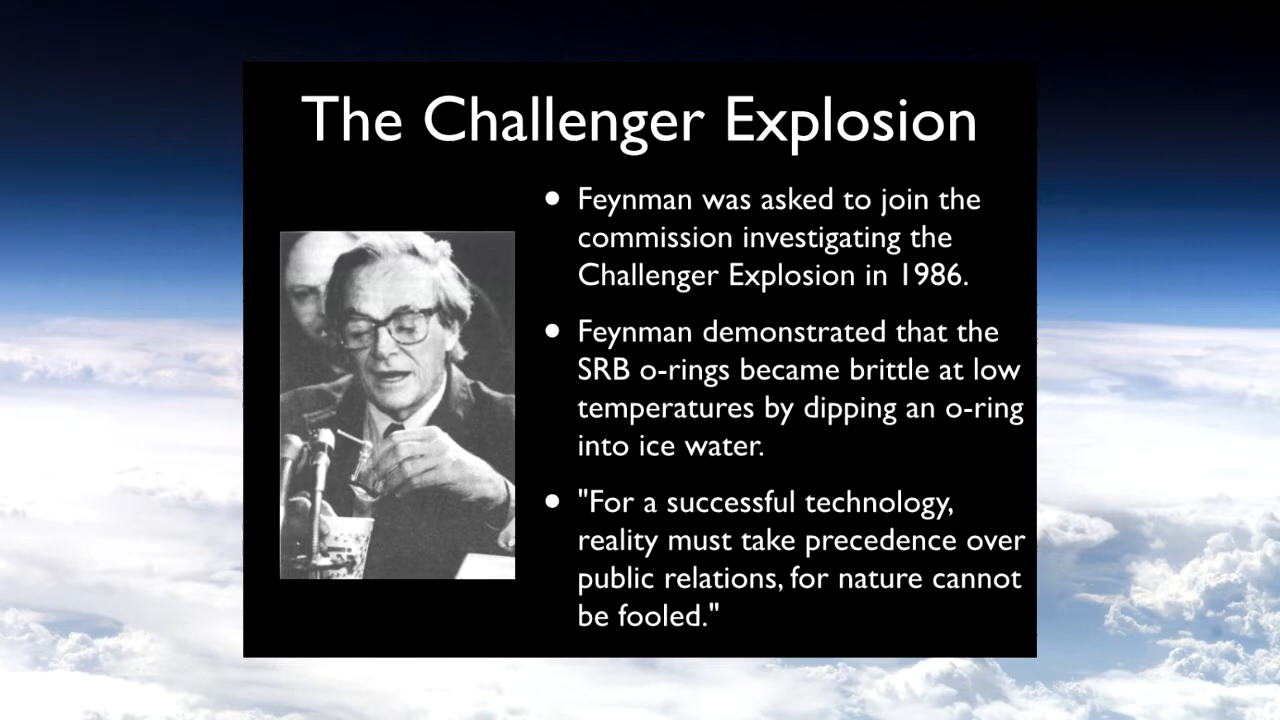 The Challenger Explosion
• Feynman was asked to join the
commission investigating the
Challenger Explosion in 1986.
• Feynman demonstrated that the
SRB o-rings became brittle at low
temperatures by dipping an o-ring
into ice water.
• "For a successful technology,
reality must take precedence over
public relations, for nature cannot
be fooled."